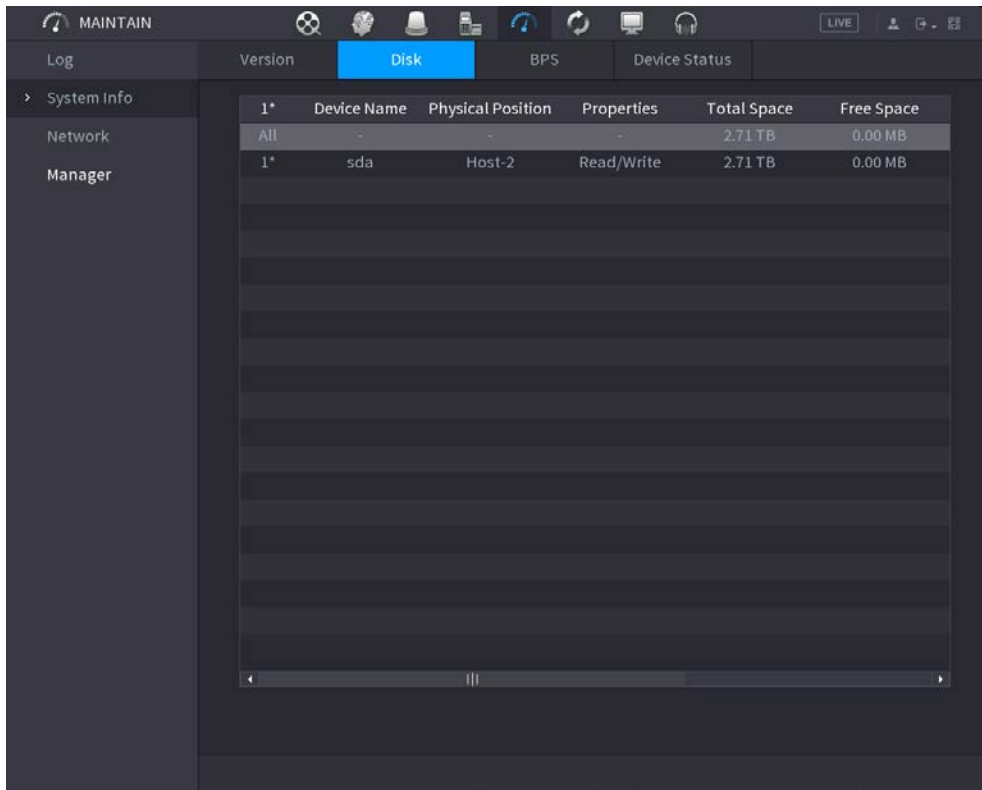 MAINTAIN LIVE
Log Version Disk BPS Device Status
> System Info
1* Device Name Physical Position Properties Total Space Free Space
Network All - - - 2.71 TB 0.00 MB
1* sda Host-2 Read/Write 2.71 TB 0.00 MB
Manager